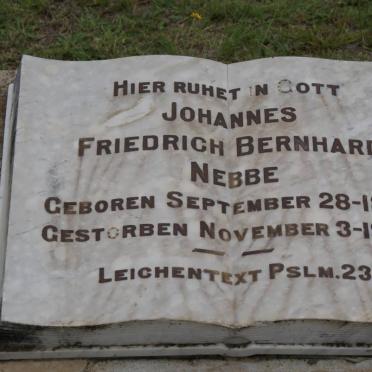 HIER RUHET IN GOTT
JOHANNES
FRIEDRICH BERNHARD
NEBBE
GEBOREN SEPTEMBER 28-1
GESTORBEN NOVEMBER 3-1
LEICHENTEXT PSLM.23